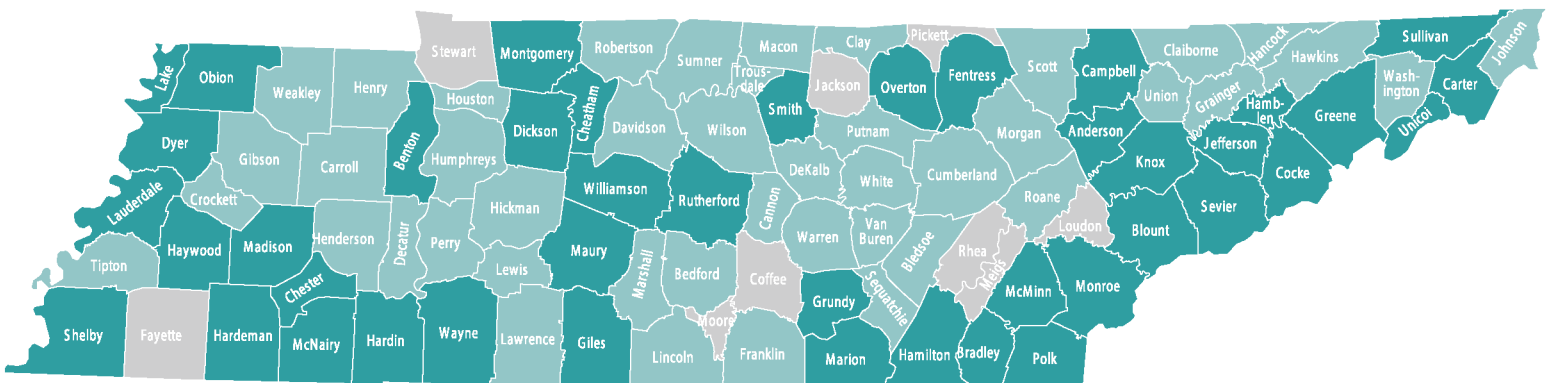 Stewart
Montgomery
Robertson
Sumner
Macon
Clay
Pickett
Scott
Campbell
Claiborne
Hancock
Hawkins
Sullivan
Johnson
Lake
Obion
Weakley
Henry
Houston
Trous-
dale
Jackson
Overton
Fentress
Union
Grainger
Wash-
ington
Carter
Dyer
Gibson
Carroll
Benton
Humphreys
Dickson
Cheatham
Davidson
Wilson
Smith
Putnam
Morgan
Anderson
Knox
Hamb-
len
Jefferson
Greene
Unicoi
Lauderdale
Crockett
Hickman
Williamson
Rutherford
Cannon
DeKalb
White
Cumberland
Roane
Loudon
Blount
Sevier
Cocke
Tipton
Haywood
Madison
Henderson
Decatur
Perry
Lewis
Maury
Marshall
Bedford
Coffee
Warren
Van
Buren
Bledsoe
Rhea
Meigs
McMinn
Monroe
Chester
Sequatchie
Grundy
Moore
Shelby
Fayette
Hardeman
McNairy
Hardin
Wayne
Lawrence
Giles
Lincoln
Franklin
Marion
Hamilton
Bradley
Polk